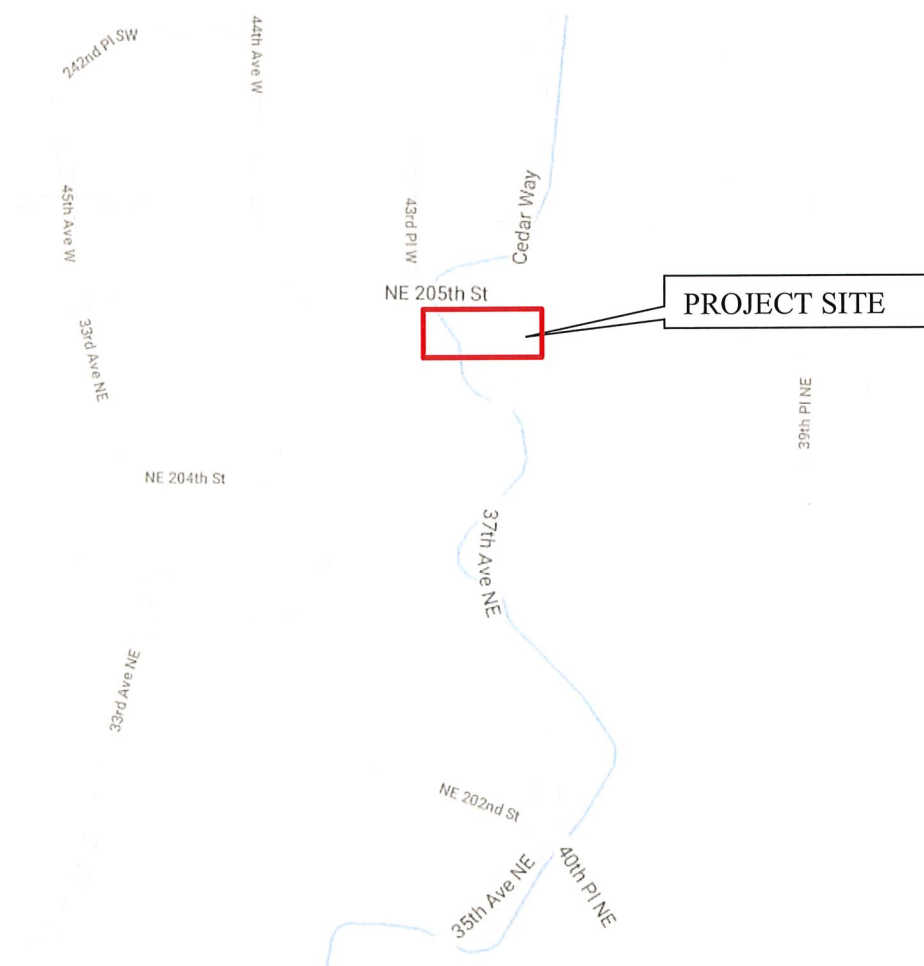 242nd Pl SW
44th Ave W
45th Ave W
43rd Pl W
Cedar Way
NE 205th St
PROJECT SITE
33rd Ave NE
39th Pl NE
NE 204th St
37th Ave NE
33rd Ave NE
NE 202nd St
35th Ave NE
40th Pl NE